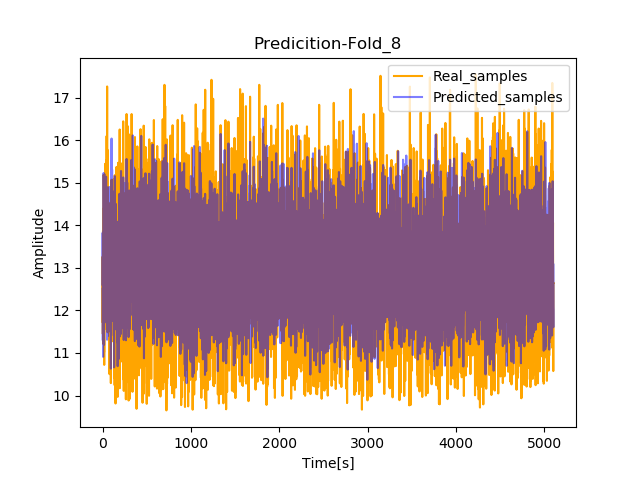 Predicition-Fold_8
Real_samples
Predicted_samples
17
16
15
14
13
12
11
10
Amplitude
0
1000
2000
3000
4000
5000
Time[s]